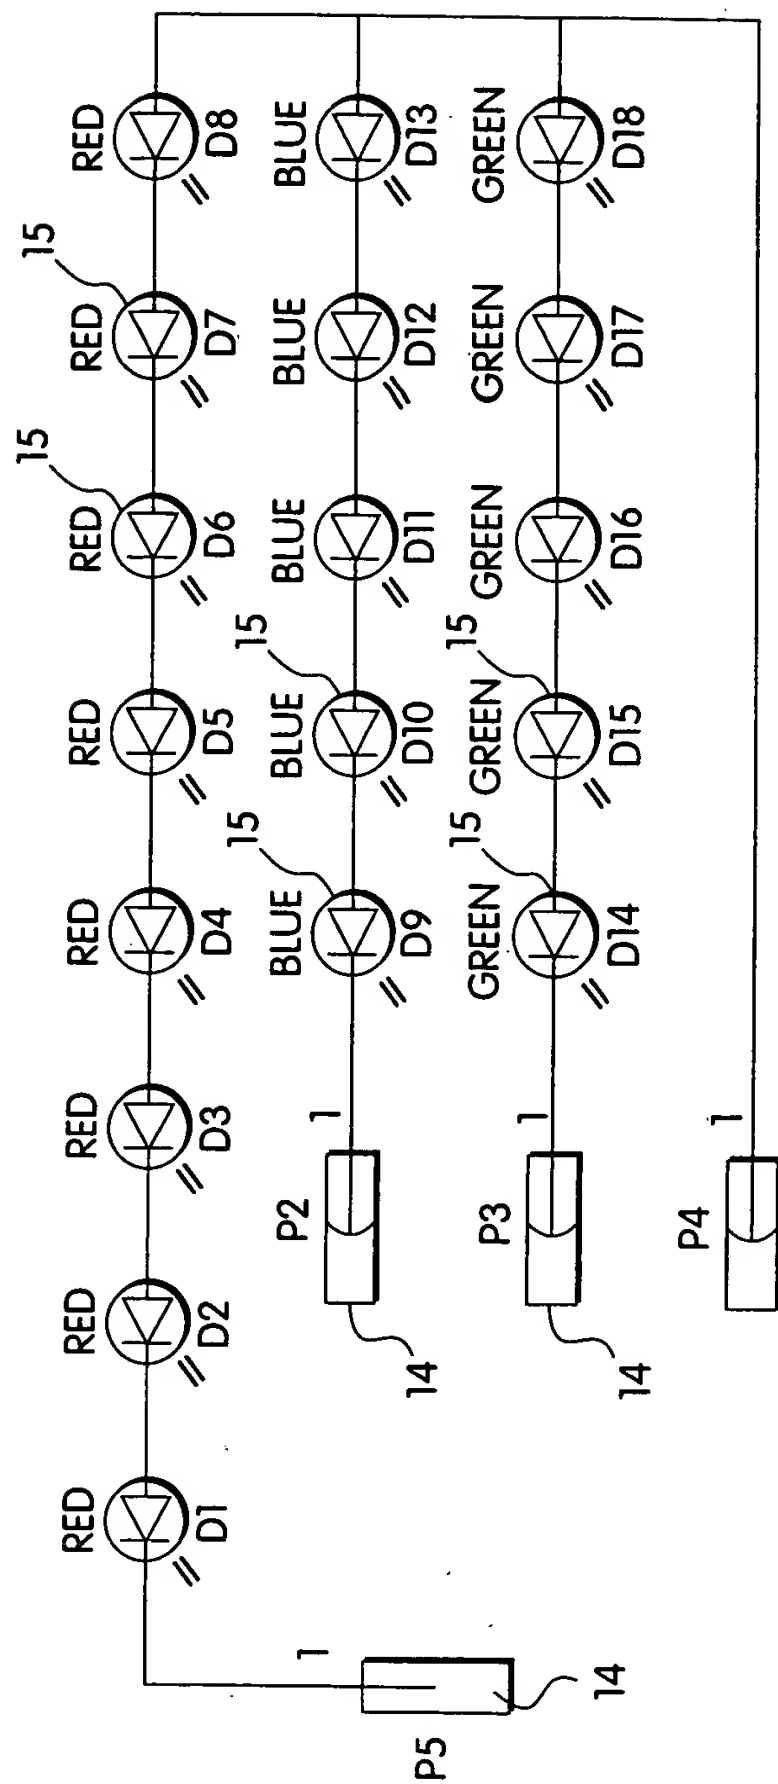 15 15
RED RED RED RED RED RED RED RED
D1 D2 D3 D4 D5 D6 D7 D8
15 15
P2 BLUE BLUE BLUE BLUE BLUE
1 1
14 D9 D10 D11 D12 D13
P5
15 15
P3 GREEN GREEN GREEN GREEN GREEN
1
14 14 D14 D15 D16 D17 D18
P4
1